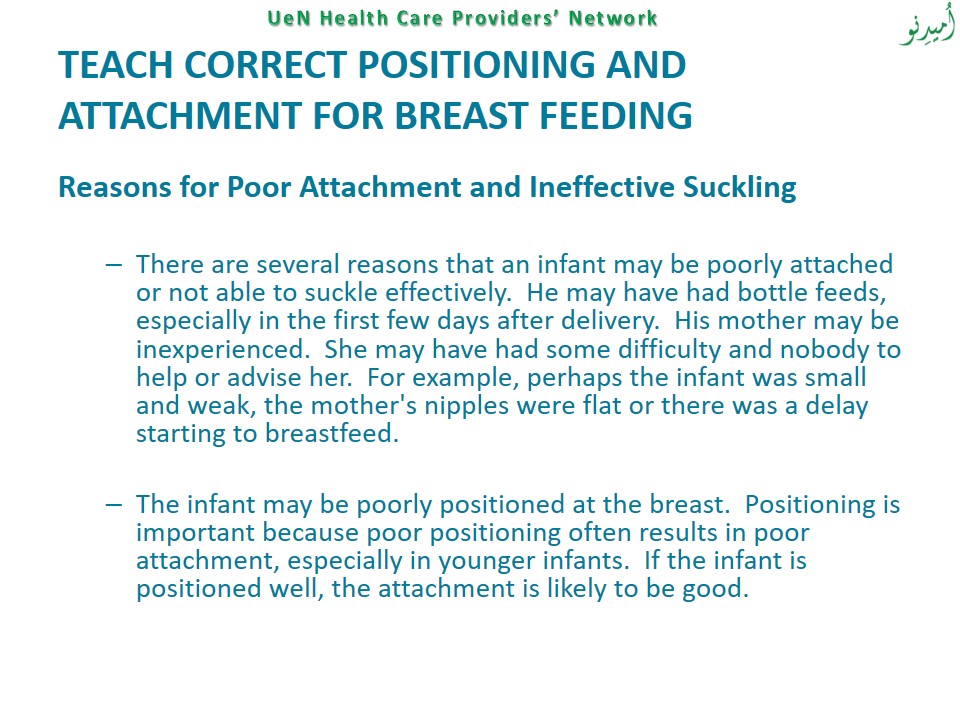 UeN Health Care Providers’ Network
اُمیدِنو
TEACH CORRECT POSITIONING AND
ATTACHMENT FOR BREAST FEEDING
Reasons for Poor Attachment and Ineffective Suckling
– There are several reasons that an infant may be poorly attached
or not able to suckle effectively.  He may have had bottle feeds,
especially in the first few days after delivery.  His mother may be
inexperienced.  She may have had some difficulty and nobody to
help or advise her.  For example, perhaps the infant was small
and weak, the mother's nipples were flat or there was a delay
starting to breastfeed.
– The infant may be poorly positioned at the breast.  Positioning is
important because poor positioning often results in poor
attachment, especially in younger infants.  If the infant is
positioned well, the attachment is likely to be good.